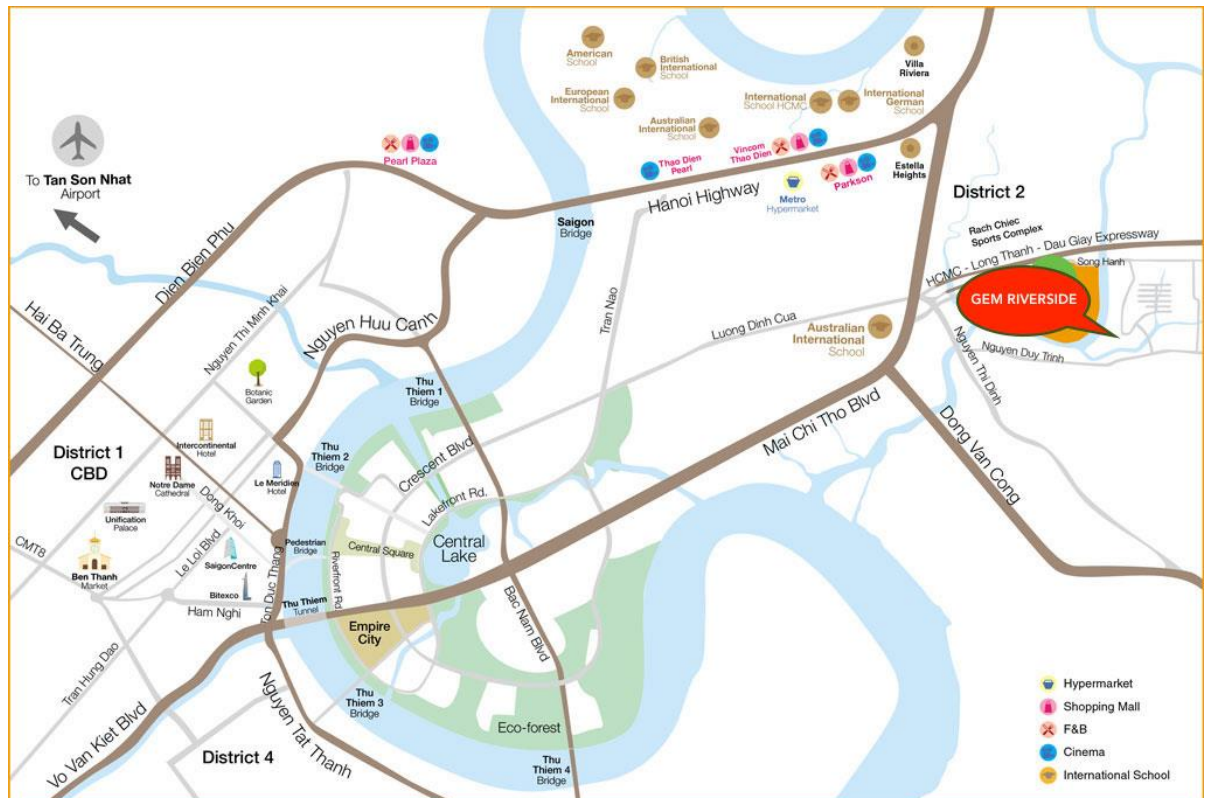 American
School
British
International
School
European
International
School
Australian
International
School
International
School HCMC
International
German
School
Villa
Riviera
To Tan Son Nhat
Airport
Pearl Plaza
Thao Dien
Pearl
Vincom
Thao Dien
Parkson
Estella
Heights
Metro
Hypermarket
Hanoi Highway
Saigon
Bridge
District 2
Rach Chiec
Sports Complex
HCMC - Long Thanh - Dau Giay Expressway
Song Hanh
GEM RIVERSIDE
Dien Bien Phu
Hai Ba Trung
Nguyen Thi Minh Khai
Nguyen Huu Canh
Tran Nao
Luong Dinh Cua
Australian
International
School
Nguyen Duy Trinh
Nguyen Thi Dinh
Botanic
Garden
Thu
Thiem 1
Bridge
Mai Chi Tho Blvd
Dong Van Cong
District 1
CBD
Intercontinental
Hotel
Notre Dame
Cathedral
Le Meridien
Hotel
Thu
Thiem 2
Bridge
Crescent Blvd
Lakefront Rd.
Unification
Palace
Dong Khoi
CMT8
Ben Thanh
Market
Le Loi Blvd
SaigonCentre
Bitexco
Ham Nghi
Ton Duc Thang
Pedestrian
Bridge
Riverfront Rd
Central Square
Central
Lake
Thu Thiem
Tunnel
Empire
City
Bac Nam Blvd
Tran Hung Dao
Vo Van Kiet Blvd
District 4
Nguyen Tat Thanh
Thu
Thiem 3
Bridge
Eco-forest
Thu
Thiem 4
Bridge
Hypermarket
Shopping Mall
F&B
Cinema
International School